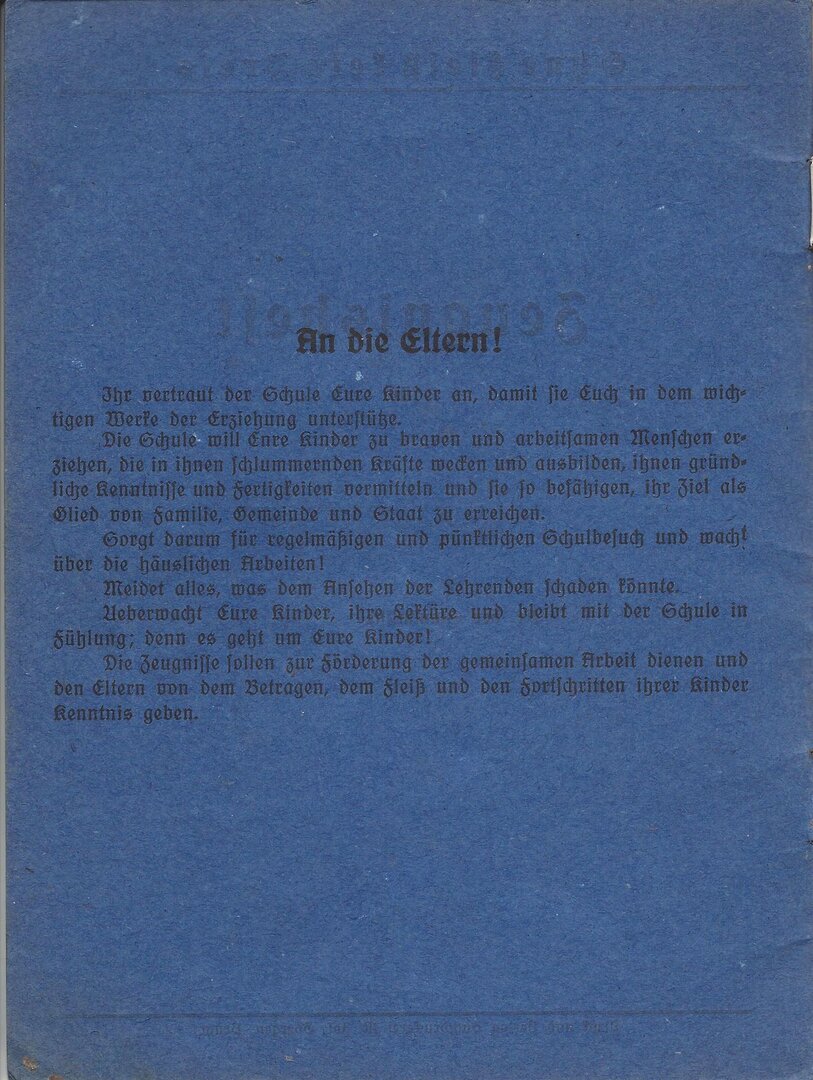 An die Eltern!
Ihr vertraut der Schule Eure Kinder an, damit sie Euch in dem wich-
tigen Werke der Erziehung unterstütze.
Die Schule will Enre Kinder zu braven und arbeitsamen Menschen er-
ziehen, die in ihnen schlummernden Kräfte wecken und ausbilden, ihnen gründ-
liche Kenntnisse und Fertigkeiten vermitteln und sie so befähigen, ihr Ziel als
Glied von Familie, Gemeinde und Staat zu erreichen.
Sorgt darum für regelmäßigen und pünktlichen Schulbesuch und wacht
über die häuslichen Arbeiten!
Meidet alles, was dem Ansehen der Lehrenden schaden könnte.
Ueberwacht Eure Kinder, ihre Lektüre und bleibt mit der Schule in
Fühlung; denn es geht um Eure Kinder!
Die Zeugnisse sollen zur Förderung der gemeinsamen Arbeit dienen und
den Eltern von dem Betragen, dem Fleiß und den Fortschritten ihrer Kinder
Kenntnis geben.